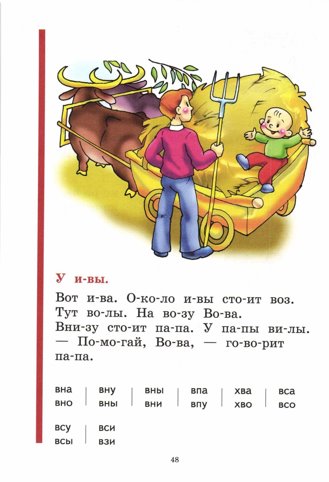 У и-вы.
Вот и-ва. О-ко-ло и-вы сто-ит воз.
Тут во-лы. На во-зу Во-ва.
Вни-зу сто-ит па-па. У па-пы ви-лы.
— По-мо-гай, Во-ва, — го-во-рит
па-па.
вна вну вны впа хва вса
вно вны вни впу хво всо
всу вси
всы взи
48